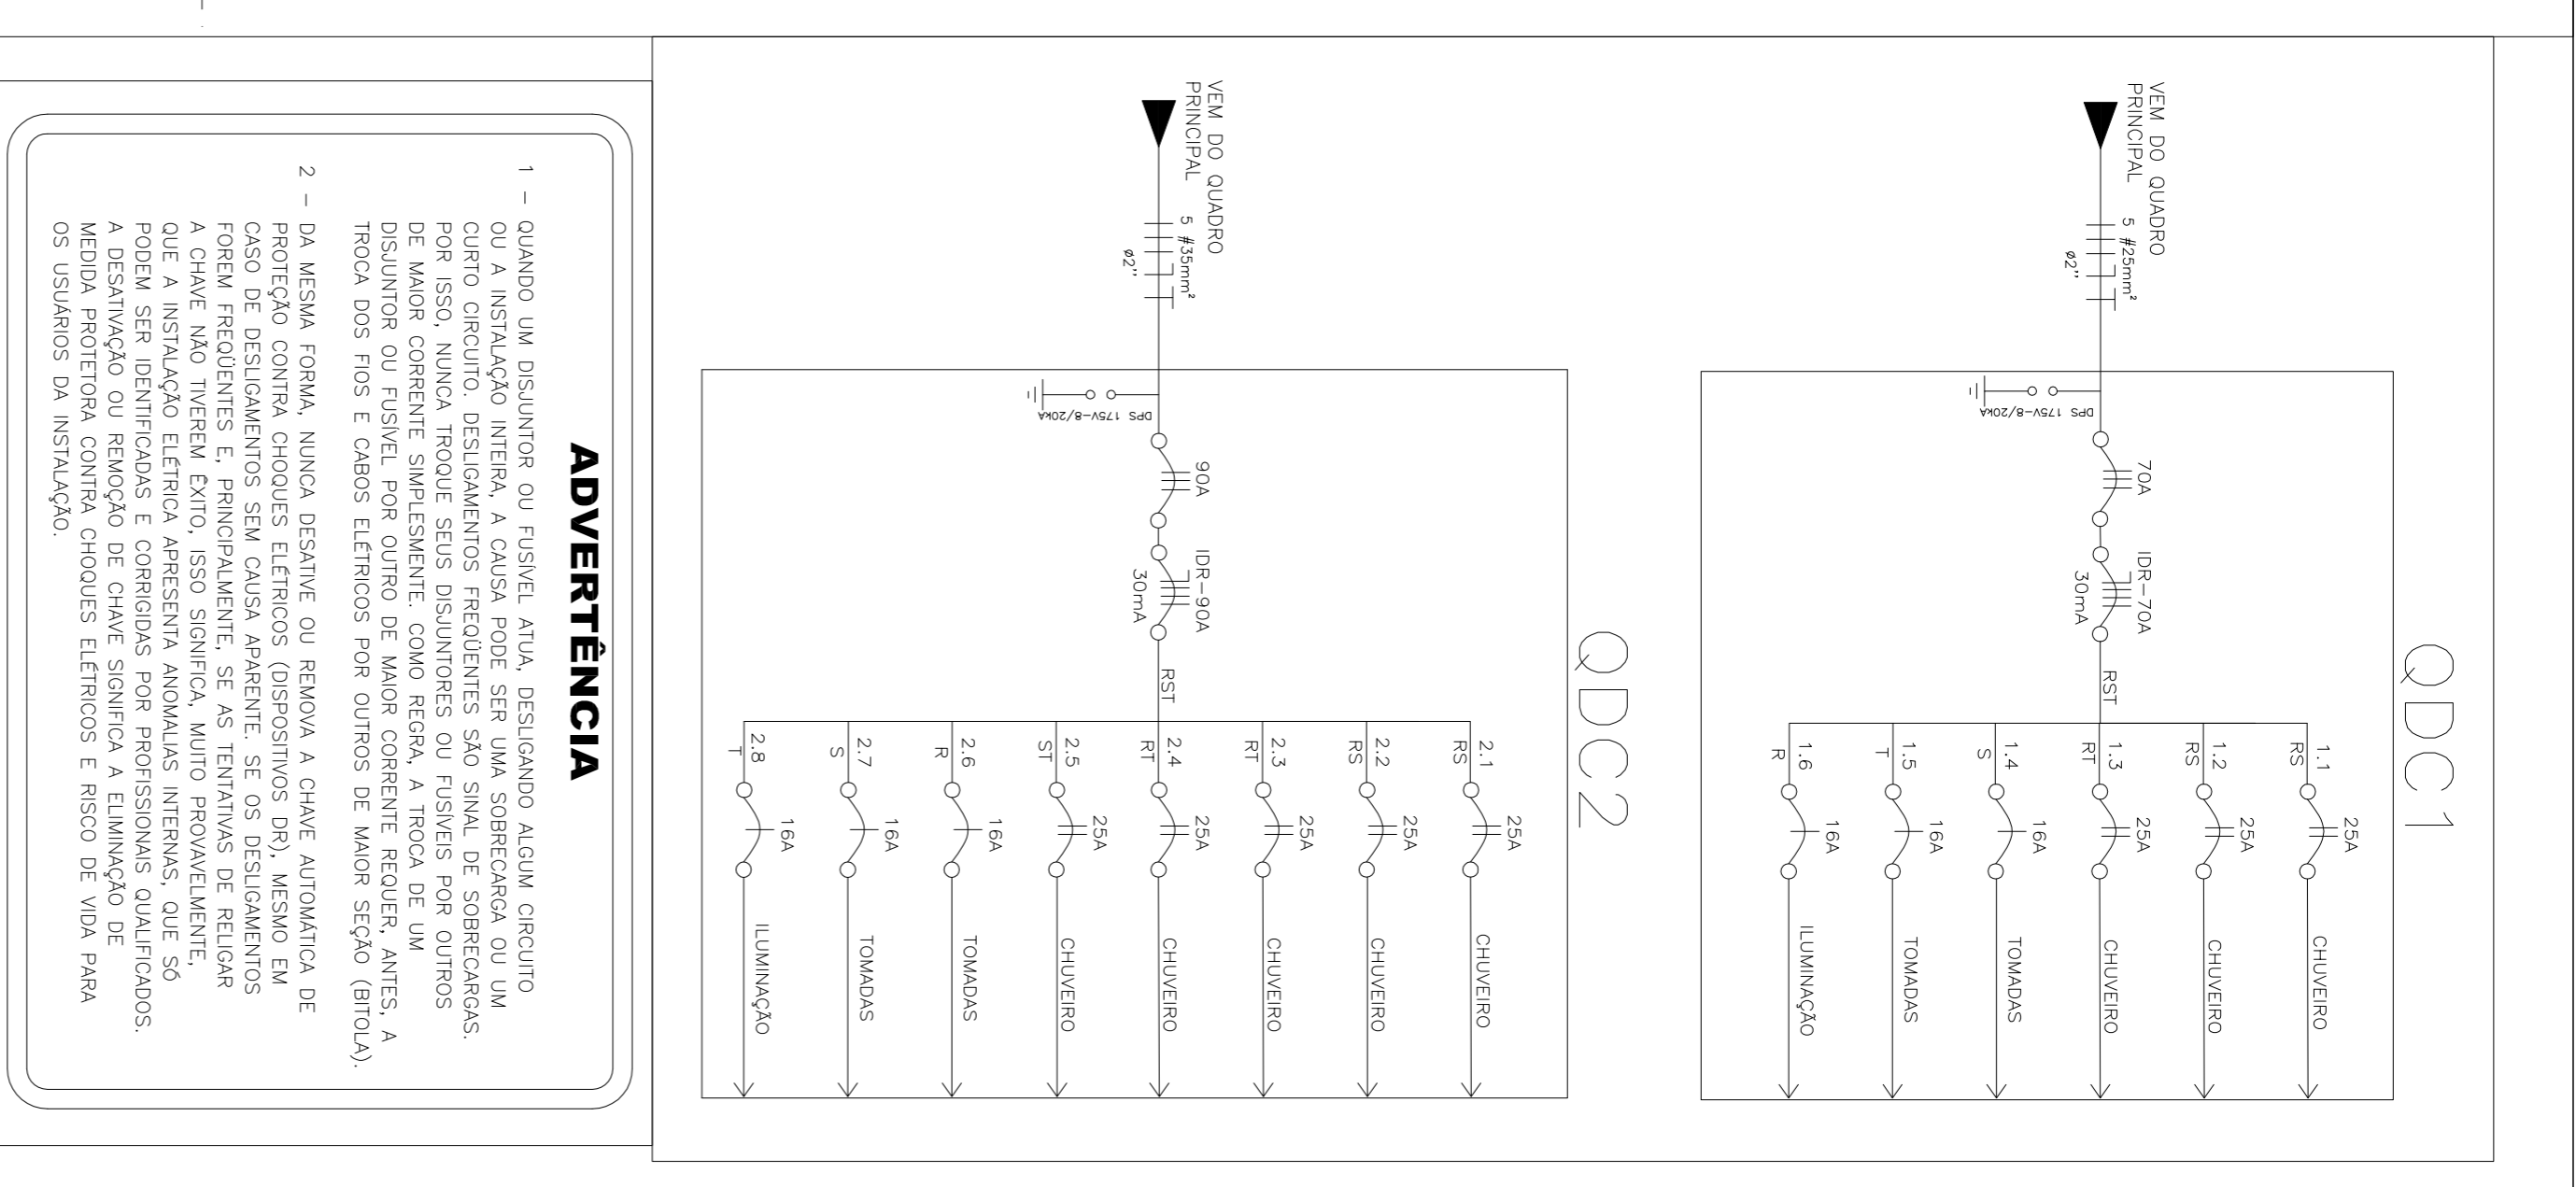 QDC1
VEM DO QUADRO
PRINCIPAL
5 #25mm²
ø2''
DPS 175V-8/20kA
70A
IDR-70A
30mA
RST
1.1
RS
25A
CHUVEIRO
1.2
RS
25A
CHUVEIRO
1.3
RT
25A
CHUVEIRO
1.4
S
16A
TOMADAS
1.5
T
16A
TOMADAS
1.6
R
16A
ILUMINAÇÃO
QDC2
VEM DO QUADRO
PRINCIPAL
5 #35mm²
ø2''
DPS 175V-8/20kA
90A
IDR-90A
30mA
RST
2.1
RS
25A
CHUVEIRO
2.2
RS
25A
CHUVEIRO
2.3
RT
25A
CHUVEIRO
2.4
RT
25A
CHUVEIRO
2.5
ST
25A
CHUVEIRO
2.6
R
16A
TOMADAS
2.7
S
16A
TOMADAS
2.8
T
16A
ILUMINAÇÃO
ADVERTÊNCIA
1 - QUANDO UM DISJUNTOR OU FUSÍVEL ATUA, DESLIGANDO ALGUM CIRCUITO
OU A INSTALAÇÃO INTEIRA, A CAUSA PODE SER UMA SOBRECARGA OU UM
CURTO CIRCUITO. DESLIGAMENTOS FREQÜENTES SÃO SINAL DE SOBRECARGAS.
POR ISSO, NUNCA TROQUE SEUS DISJUNTORES OU FUSÍVEIS POR OUTROS
DE MAIOR CORRENTE SIMPLESMENTE. COMO REGRA, A TROCA DE UM
DISJUNTOR OU FUSÍVEL POR OUTRO DE MAIOR CORRENTE REQUER, ANTES, A
TROCA DOS FIOS E CABOS ELÉTRICOS POR OUTROS DE MAIOR SEÇÃO (BITOLA).
2 - DA MESMA FORMA, NUNCA DESATIVE OU REMOVA A CHAVE AUTOMÁTICA DE
PROTEÇÃO CONTRA CHOQUES ELÉTRICOS (DISPOSITIVOS DR), MESMO EM
CASO DE DESLIGAMENTOS SEM CAUSA APARENTE. SE OS DESLIGAMENTOS
FOREM FREQÜENTES E, PRINCIPALMENTE, SE AS TENTATIVAS DE RELIGAR
A CHAVE NÃO TIVEREM ÊXITO, ISSO SIGNIFICA, MUITO PROVAVELMENTE,
QUE A INSTALAÇÃO ELÉTRICA APRESENTA ANOMALIAS INTERNAS, QUE SÓ
PODEM SER IDENTIFICADAS E CORRIGIDAS POR PROFISSIONAIS QUALIFICADOS.
A DESATIVAÇÃO OU REMOÇÃO DE CHAVE SIGNIFICA A ELIMINAÇÃO DE
MEDIDA PROTETORA CONTRA CHOQUES ELÉTRICOS E RISCO DE VIDA PARA
OS USUÁRIOS DA INSTALAÇÃO.